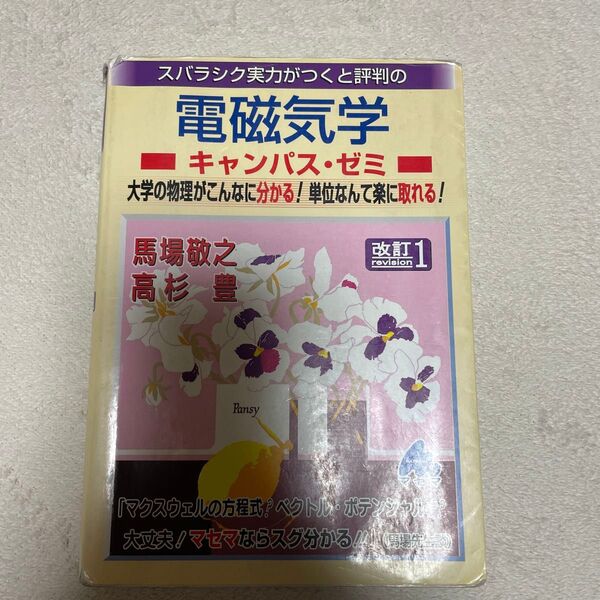 スバラシク実力がつくと評判の
電磁気学
キャンパス・ゼミ
大学の物理がこんなに分かる！単位なんて楽に取れる！
馬場敬之
高杉 豊
改訂1
revision
Pansy
「マクスウェルの方程式？ベクトル・ポテンシャル？
大丈夫！マセマならスグ分かる！！」